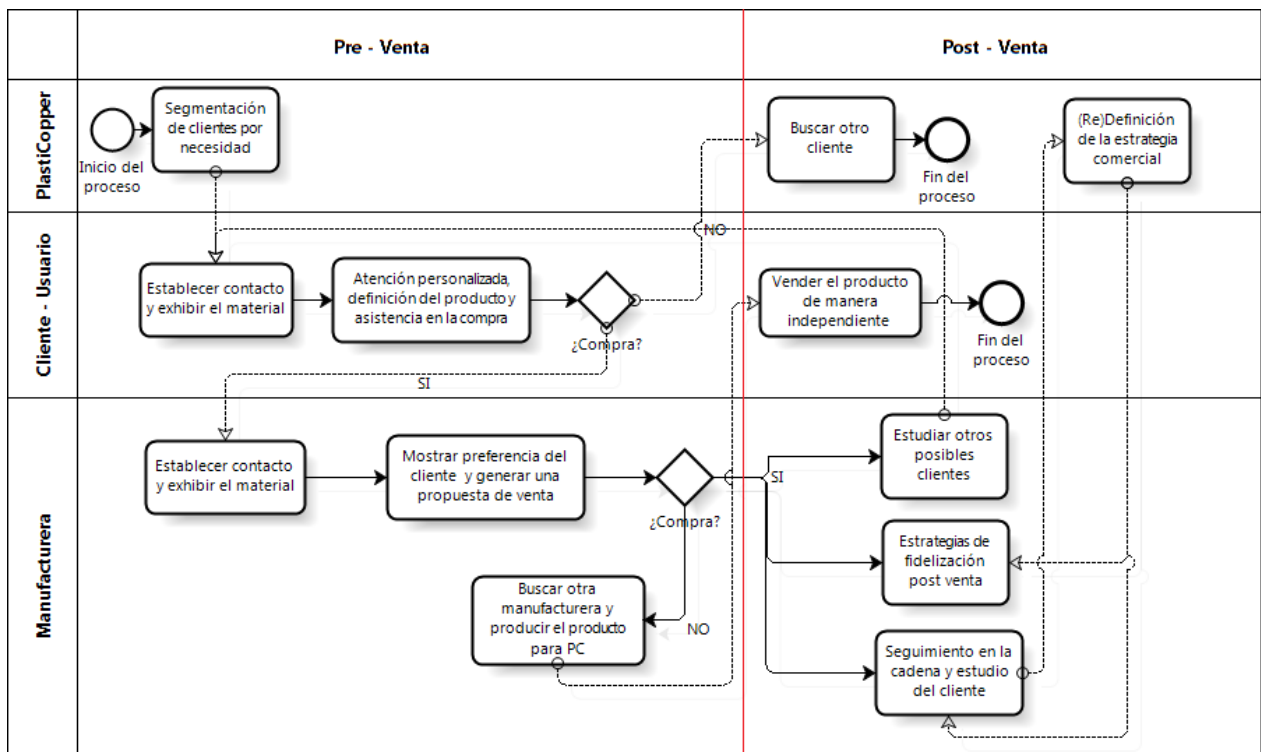 Pre - Venta
Post - Venta
PlastiCopper
Inicio del
proceso
Segmentación
de clientes por
necesidad
Buscar otro
cliente
Fin del
proceso
(Re)Definición
de la estrategia
comercial
Cliente - Usuario
Establecer contacto
y exhibir el material
Atención personalizada,
definición del producto y
asistencia en la compra
¿Compra?
NO
SI
Vender el producto
de manera
independiente
Fin del
proceso
Manufacturera
Establecer contacto
y exhibir el material
Mostrar preferencia del
cliente y generar una
propuesta de venta
¿Compra?
SI
NO
Buscar otra
manufacturera y
producir el producto
para PC
Estudiar otros
posibles
clientes
Estrategias de
fidelización
post venta
Seguimiento en la
cadena y estudio
del cliente